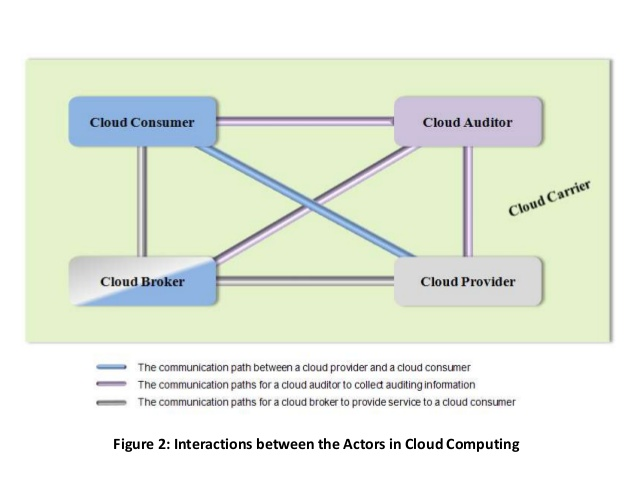 Cloud Consumer
Cloud Auditor
Cloud Carrier
Cloud Broker
Cloud Provider
The communication path between a cloud provider and a cloud consumer
The communication paths for a cloud auditor to collect auditing information
The communication paths for a cloud broker to provide service to a cloud consumer
Figure 2: Interactions between the Actors in Cloud Computing